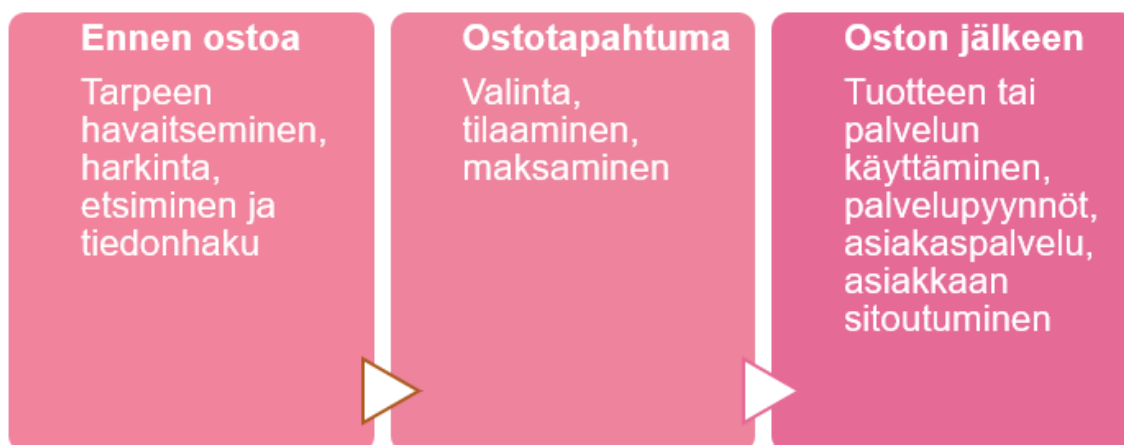 Ennen ostoa
Tarpeen
havaitseminen,
harkinta,
etsiminen ja
tiedonhaku
Ostotapahtuma
Valinta,
tilaaminen,
maksaminen
Oston jälkeen
Tuotteen tai
palvelun
käyttäminen,
palvelupyynnöt,
asiakaspalvelu,
asiakkaan
sitoutuminen